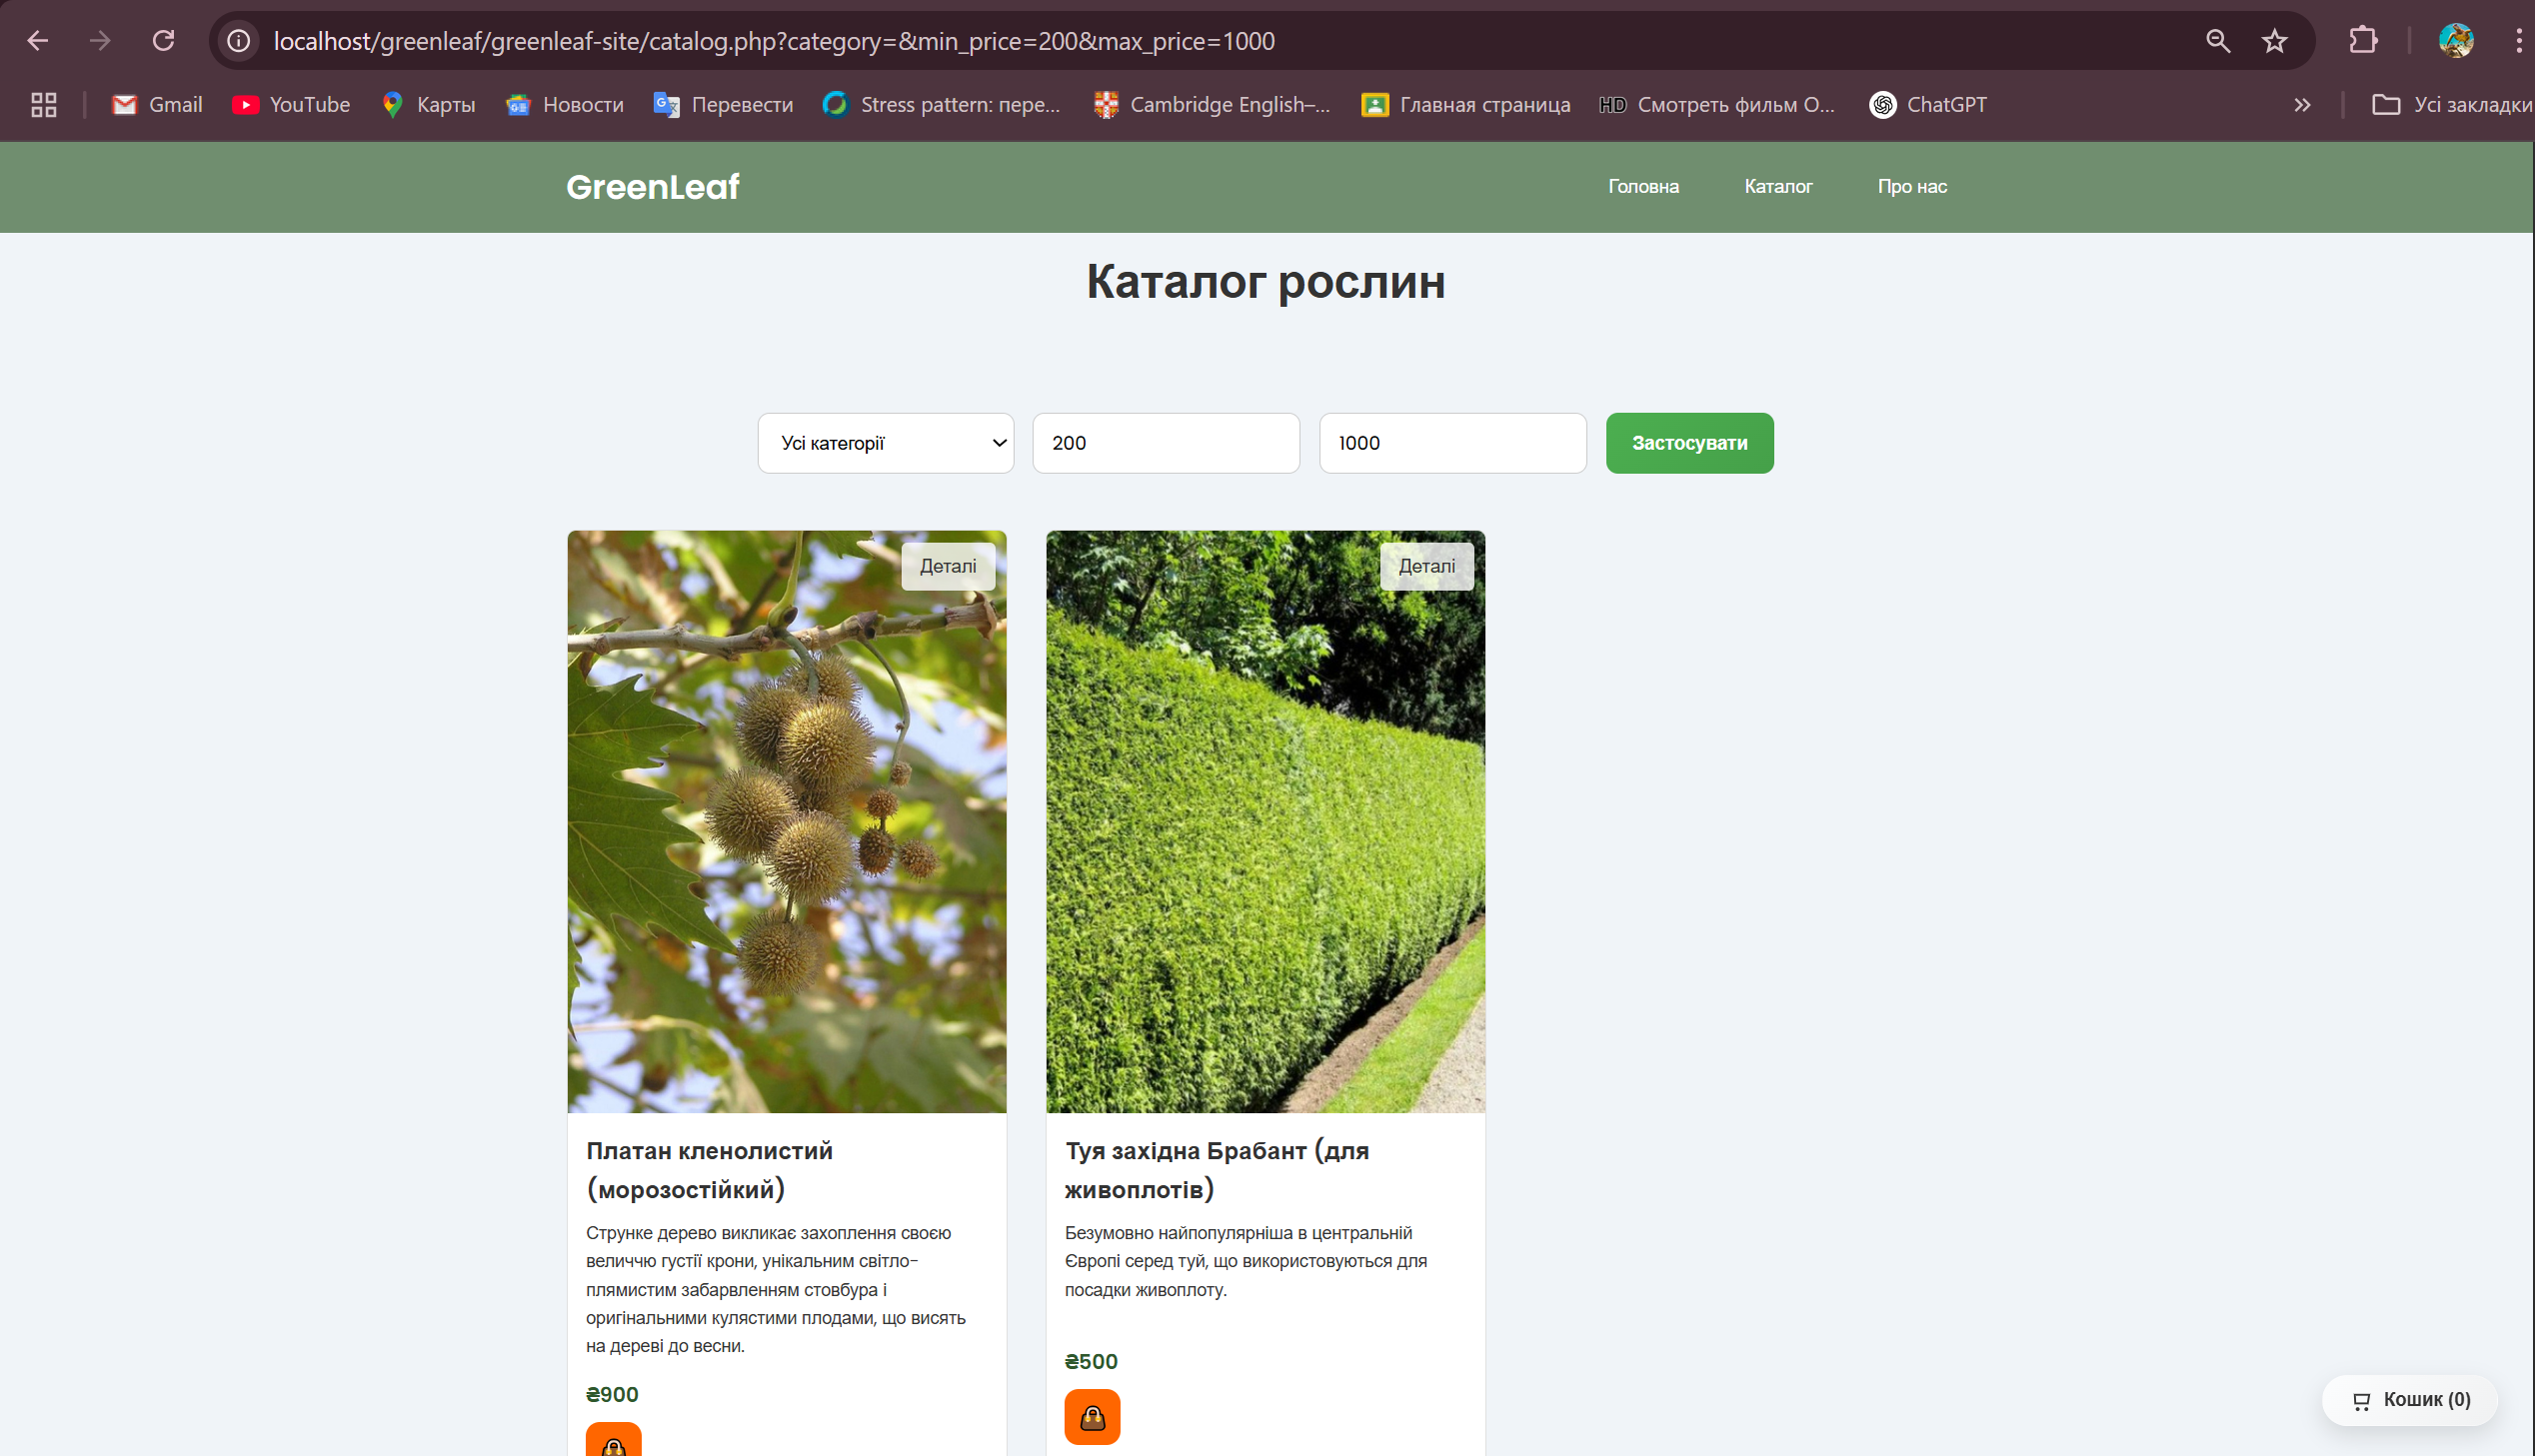 localhost/greenleaf/greenleaf-site/catalog.php?category=&min_price=200&max_price=1000
Gmail YouTube Карты Новости Перевести Stress pattern: пере... Cambridge English–... Главная страница HD Смотреть фильм О... ChatGPT Усі закладки
GreenLeaf Головна Каталог Про нас
Каталог рослин
Усі категорії 200 1000 Застосувати
Деталі Деталі
Платан кленолистий
(морозостійкий)
Струнке дерево викликає захоплення своєю
величчю густії крони, унікальним світло-
плямистим забарвленням стовбура і
оригінальними кулястими плодами, що висять
на дереві до весни.
₴900
Туя західна Брабант (для
живоплотів)
Безумовно найпопулярніша в центральній
Європі серед туй, що використовуються для
посадки живоплоту.
₴500
Кошик (0)